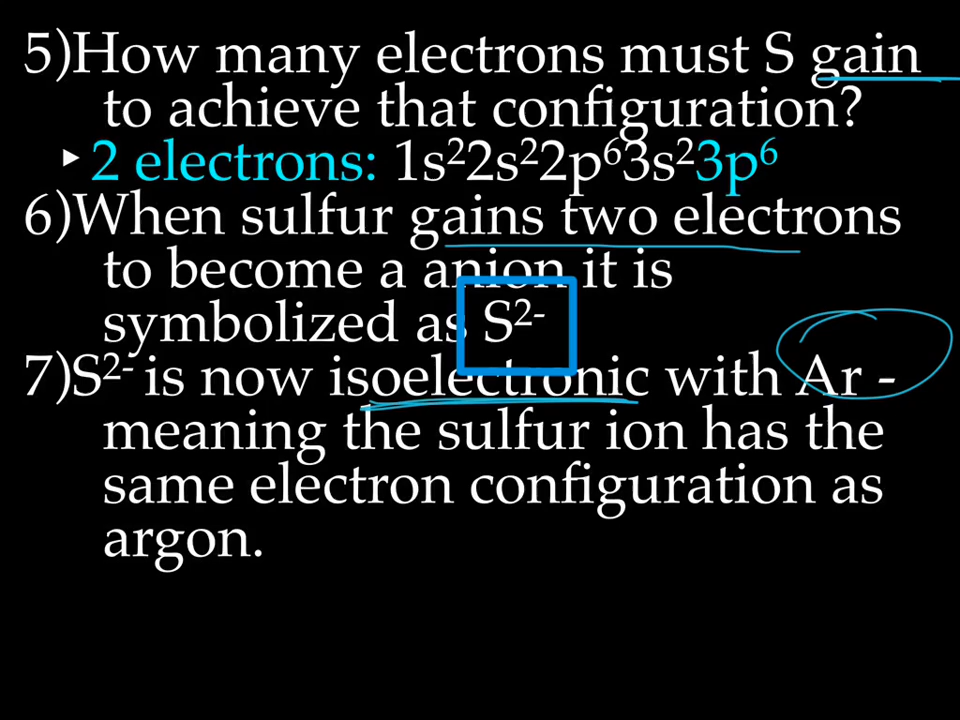 5)How many electrons must S gain
to achieve that configuration?
‣ 2 electrons: 1s²2s²2p⁶3s²3p⁶
6)When sulfur gains two electrons
to become a anion it is
symbolized as S²⁻
7)S²⁻ is now isoelectronic with Ar -
meaning the sulfur ion has the
same electron configuration as
argon.